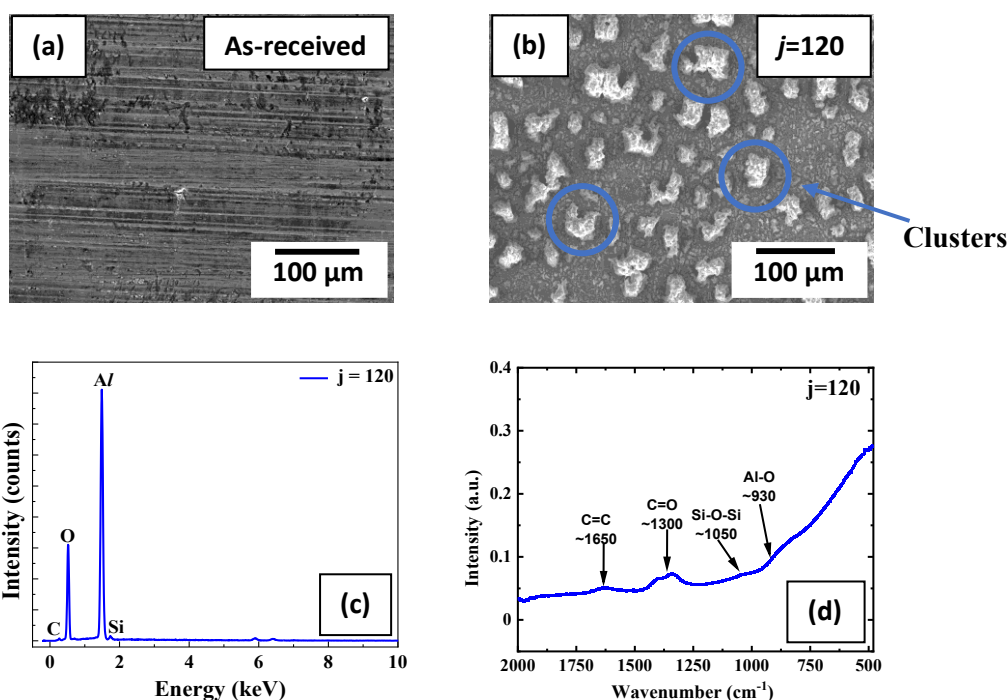 (a)
As-received
100 µm
(b)
j=120
Clusters
100 µm
Intensity (counts)
j = 120
Al
O
C
Si
(c)
0 2 4 6 8 10
Energy (keV)
Intensity (a.u.)
0.4
j=120
0.3
0.2
Al-O
~930
C=C
~1650
C=O
~1300
Si-O-Si
~1050
0.1
0
(d)
2000 1750 1500 1250 1000 750 500
Wavenumber (cm⁻¹)